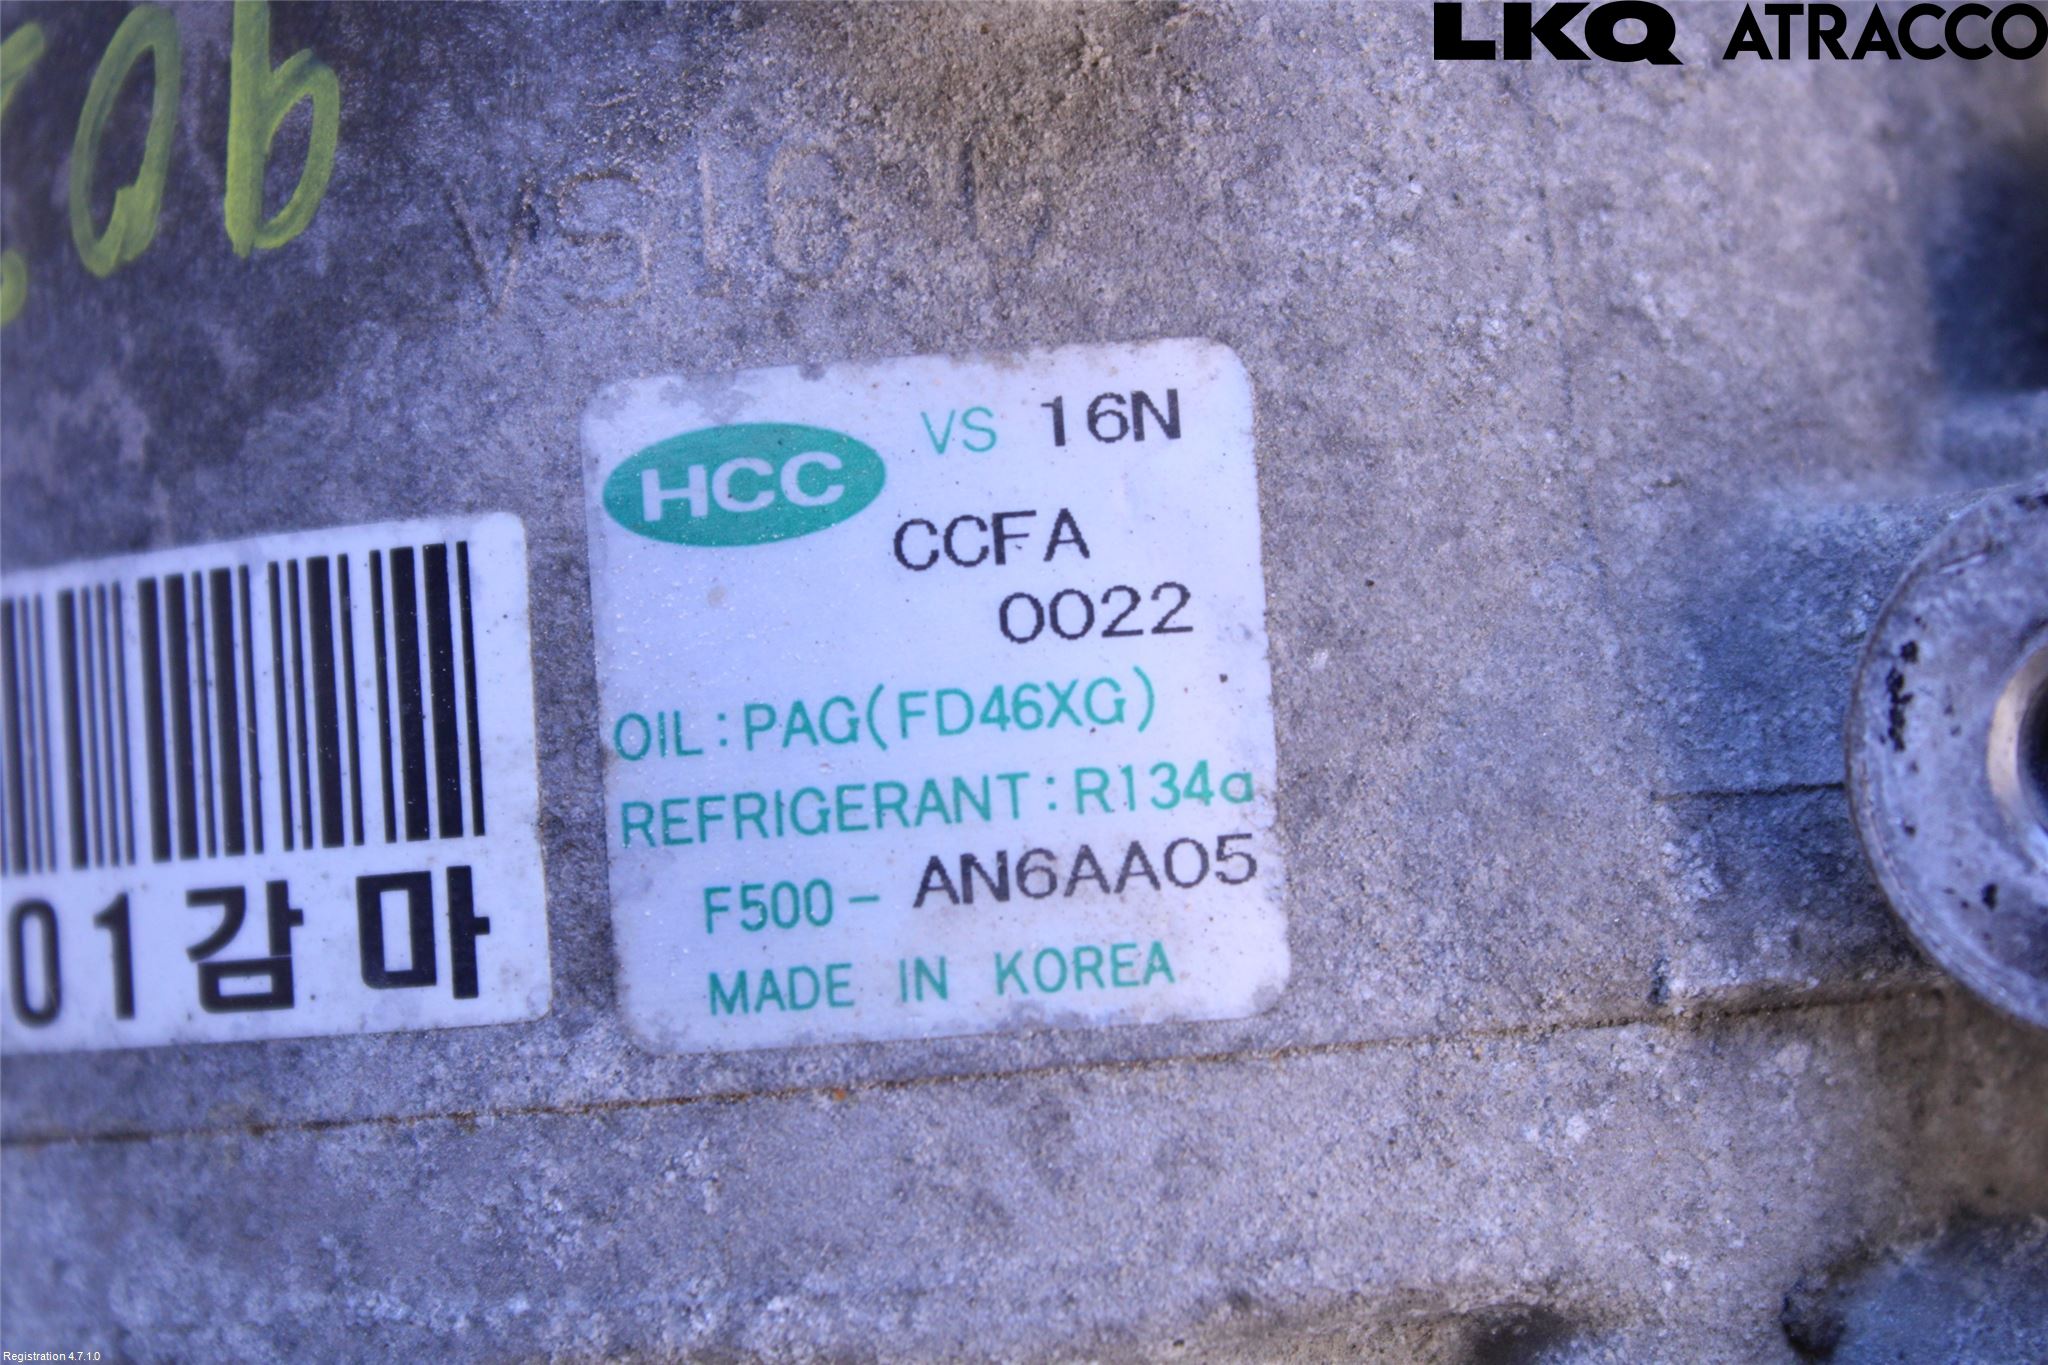 LKQ ATRACCO
VS16
HCC VS 16N
CCFA
0022
OIL : PAG(FD46XG)
REFRIGERANT : R134a
F500 - AN6AA05
MADE IN KOREA
01감마
Registration 4.7.1.0